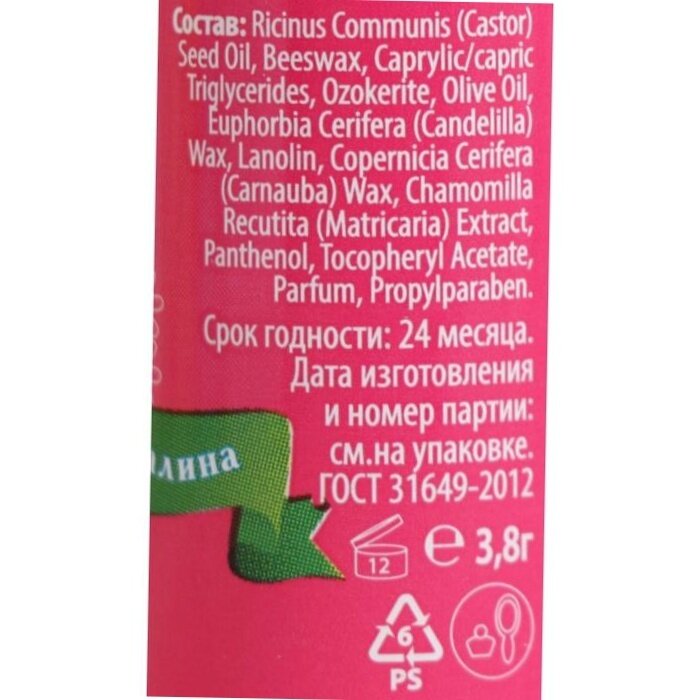 Состав: Ricinus Communis (Castor)
Seed Oil, Beeswax, Caprylic/capric
Triglycerides, Ozokerite, Olive Oil,
Euphorbia Cerifera (Candelilla)
Wax, Lanolin, Copernicia Cerifera
(Carnauba) Wax, Chamomilla
Recutita (Matricaria) Extract,
Panthenol, Tocopheryl Acetate,
Parfum, Propylparaben.
Срок годности: 24 месяца.
Дата изготовления
и номер партии:
см.на упаковке.
ГОСТ 31649-2012
лина
12 e 3,8г
6
PS